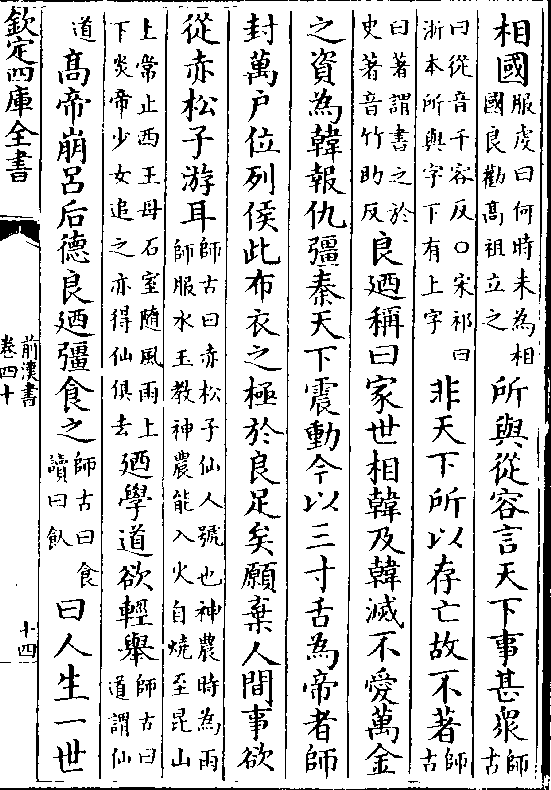 相國服䖍曰何時未為相國良勸髙祖立之所與從容言天下事甚衆師古
曰從音千容反○宋祁曰浙本所與字下有上字非天下所以存亡故不著師古
曰著謂書之於史著音竹助反良廼稱曰家世相韓及韓滅不愛萬金
之資為韓報仇彊秦天下震動今以三寸舌為帝者師
封萬户位列侯此布衣之極於良足矣願棄人間事欲
從赤松子游耳師古曰赤松子仙人號也神農時為雨師服水玉教神農能入火自燒至昆山
上常止西王母石室隨風雨上下炎帝少女追之亦得仙俱去廼學道欲輕舉師古曰道謂仙
道髙帝崩呂后德良廼彊食之師古曰食讀曰飤曰人生一世
欽定四庫全書
前漢書
卷四十
十四